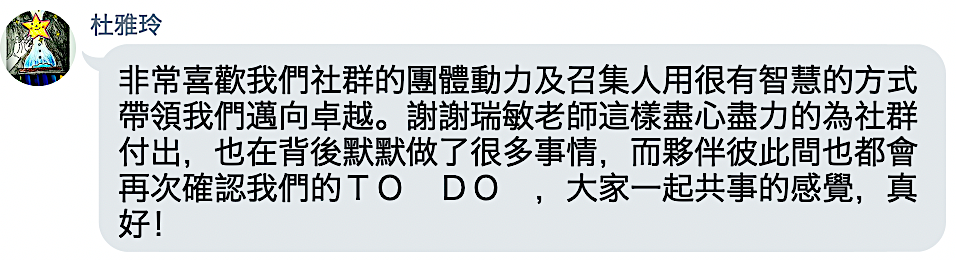 杜雅玲
非常喜歡我們社群的團體動力及召集人用很有智慧的方式
帶領我們邁向卓越。謝謝瑞敏老師這樣盡心盡力的為社群
付出，也在背後默默做了很多事情，而夥伴彼此間也都會
再次確認我們的ＴＯ　ＤＯ　，大家一起共事的感覺，真
好！